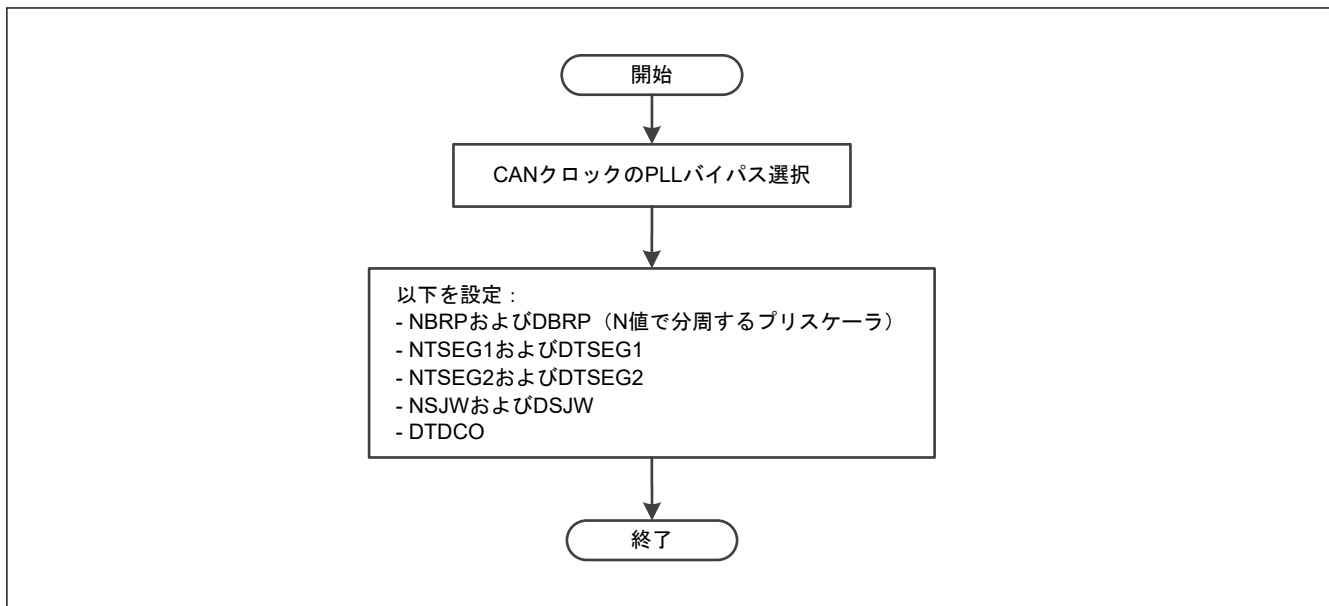 開始
CANクロックのPLLバイパス選択
以下を設定：
- NBRPおよびDBRP（N値で分周するプリスケーラ）
- NTSEG1およびDTSEG1
- NTSEG2およびDTSEG2
- NSJWおよびDSJW
- DTDCO
終了